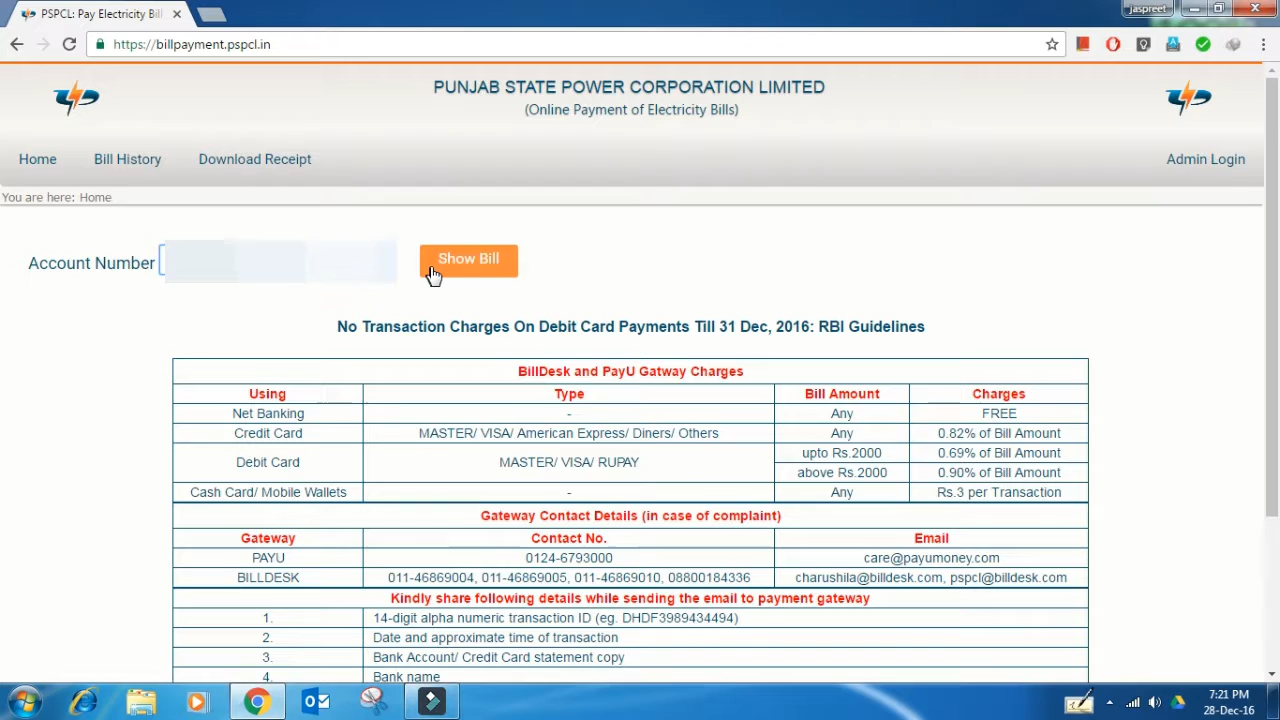 PSPCL: Pay Electricity Bil
jaspreet
https://billpayment.pspcl.in
PUNJAB STATE POWER CORPORATION LIMITED
(Online Payment of Electricity Bills)
Home Bill History Download Receipt Admin Login
You are here: Home
Account Number Show Bill
No Transaction Charges On Debit Card Payments Till 31 Dec, 2016: RBI Guidelines
BillDesk and PayU Gatway Charges
Using Type Bill Amount Charges
Net Banking - Any FREE
Credit Card MASTER/ VISA/ American Express/ Diners/ Others Any 0.82% of Bill Amount
Debit Card MASTER/ VISA/ RUPAY upto Rs.2000 0.69% of Bill Amount
above Rs.2000 0.90% of Bill Amount
Cash Card/ Mobile Wallets - Any Rs.3 per Transaction
Gateway Contact Details (in case of complaint)
Gateway Contact No. Email
PAYU 0124-6793000 care@payumoney.com
BILLDESK 011-46869004, 011-46869005, 011-46869010, 08800184336 charushila@billdesk.com, pspcl@billdesk.com
Kindly share following details while sending the email to payment gateway
1. 14-digit alpha numeric transaction ID (eg. DHDF3989434494)
2. Date and approximate time of transaction
3. Bank Account/ Credit Card statement copy
4. Bank name
7:21 PM
28-Dec-16